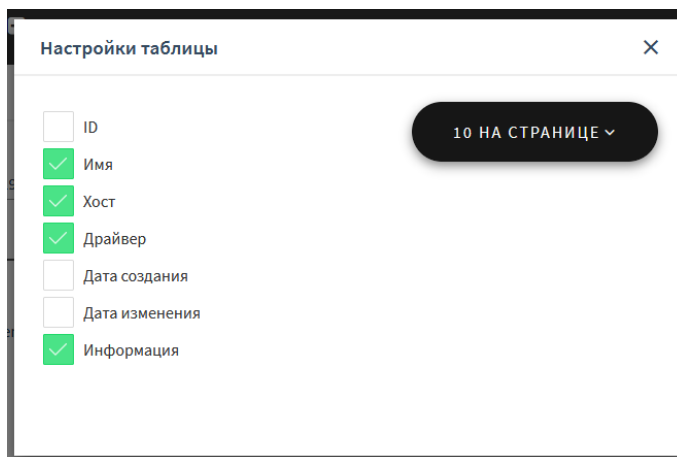 Настройки таблицы
ID
10 НА СТРАНИЦЕ
Имя
Хост
Драйвер
Дата создания
Дата изменения
Информация